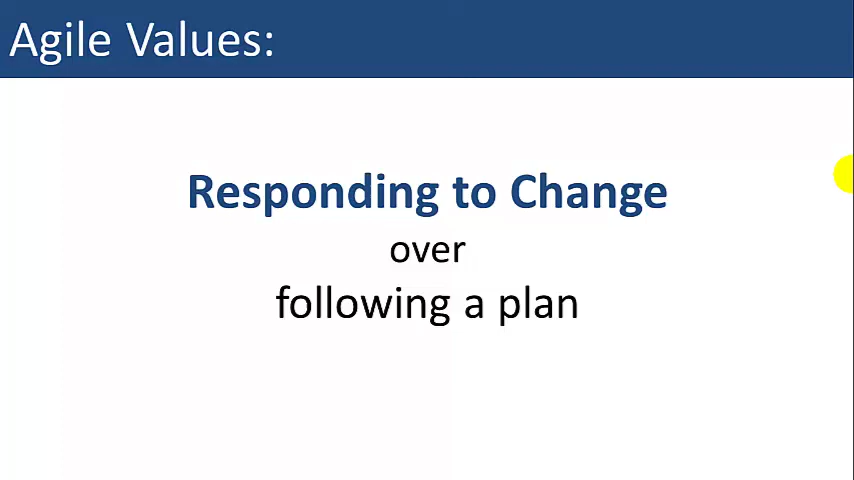 Agile Values:
Responding to Change
over
following a plan